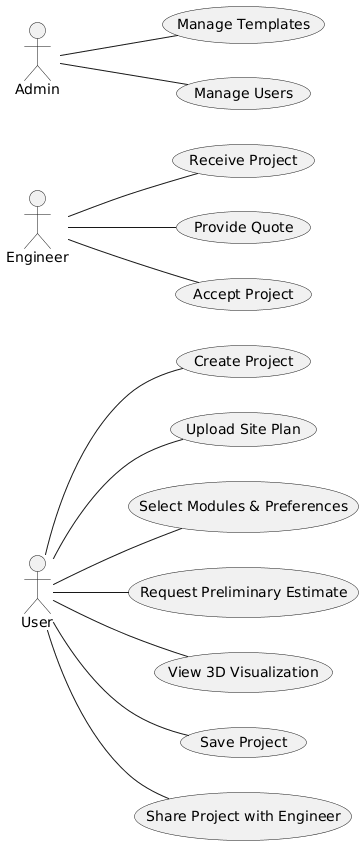 Manage Templates
Admin
Manage Users
Receive Project
Provide Quote
Engineer
Accept Project
Create Project
Upload Site Plan
Select Modules & Preferences
Request Preliminary Estimate
User
View 3D Visualization
Save Project
Share Project with Engineer